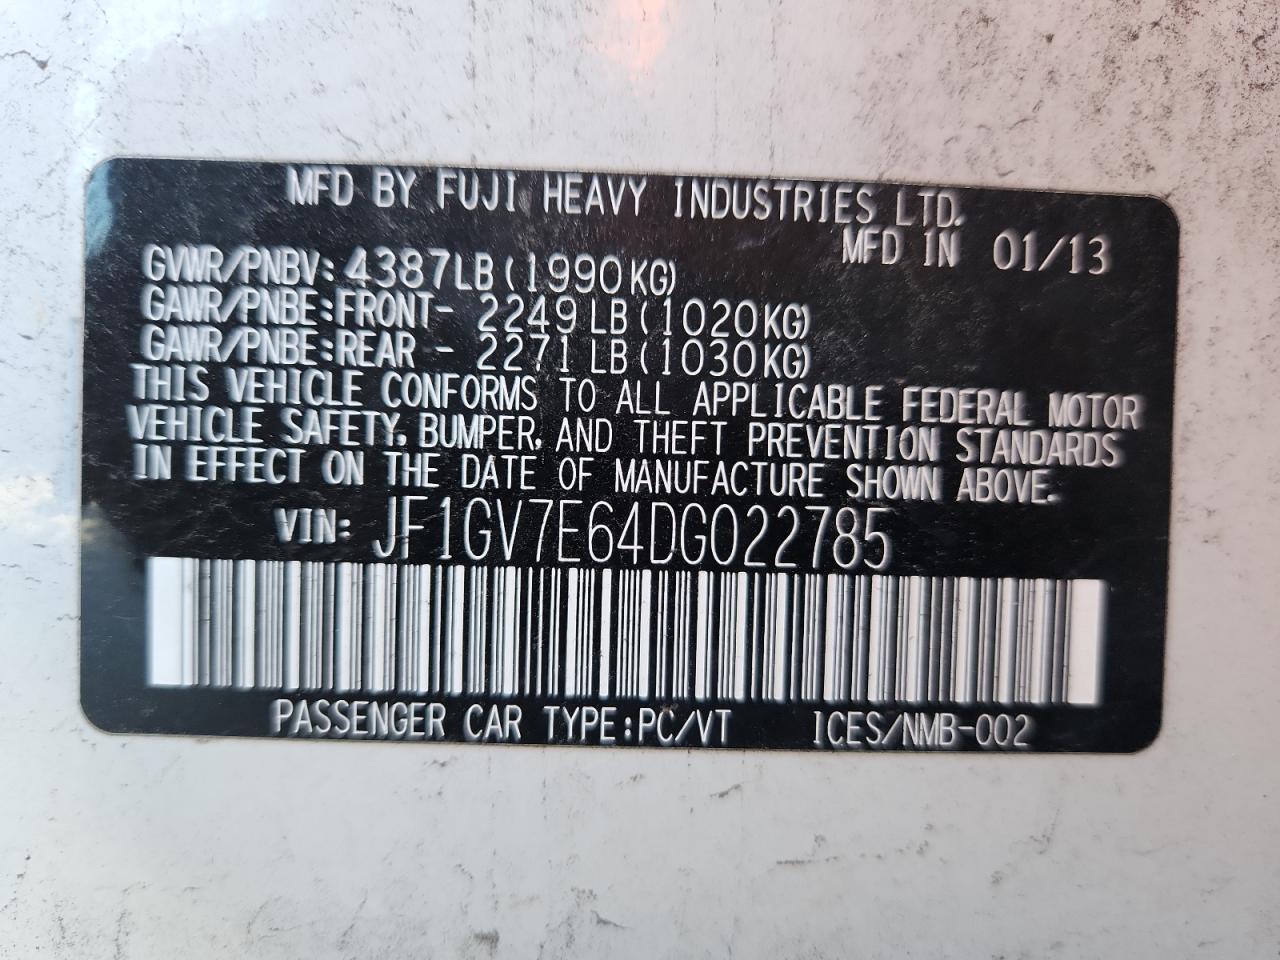 MFD BY FUJI HEAVY INDUSTRIES LTD.
MFD IN 01/13
GVWR/PNBV: 4387LB (1990KG)
GAWR/PNBE:FRONT- 2249LB (1020KG)
GAWR/PNBE:REAR - 2271LB (1030KG)
THIS VEHICLE CONFORMS TO ALL APPLICABLE FEDERAL MOTOR
VEHICLE SAFETY, BUMPER, AND THEFT PREVENTION STANDARDS
IN EFFECT ON THE DATE OF MANUFACTURE SHOWN ABOVE.
VIN: JF1GV7E64DG022785
PASSENGER CAR TYPE:PC/VT ICES/NMB-002